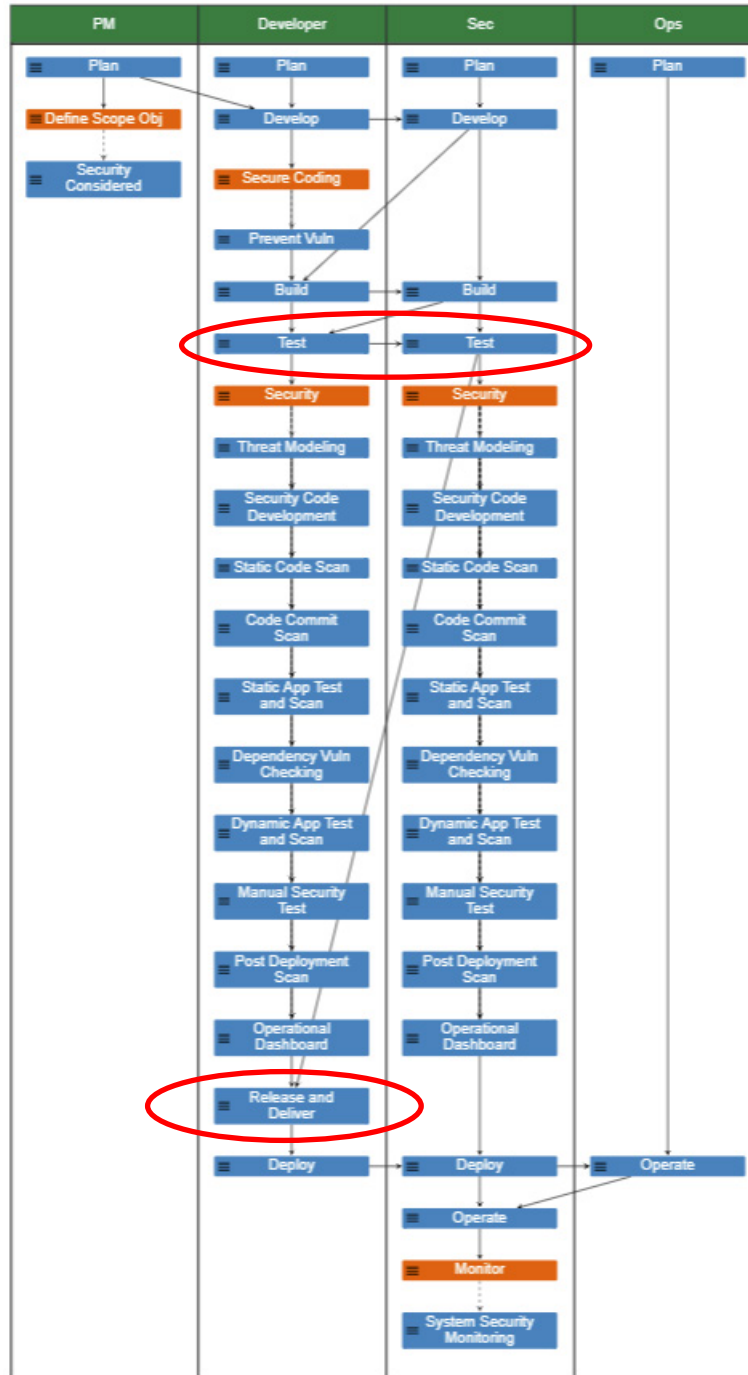 PM Developer Sec Ops
Plan Plan Plan Plan
Define Scope Obj Develop Develop
Security
Considered
Secure Coding
Prevent Vuln
Build Build
Test Test
Security Security
Threat Modeling Threat Modeling
Security Code Security Code
Development Development
Static Code Scan Static Code Scan
Code Commit Code Commit
Scan Scan
Static App Test Static App Test
and Scan and Scan
Dependency Vuln Dependency Vuln
Checking Checking
Dynamic App Test Dynamic App Test
and Scan and Scan
Manual Security Manual Security
Test Test
Post Deployment Post Deployment
Scan Scan
Operational Operational
Dashboard Dashboard
Release and
Deliver
Deploy Deploy Operate
Operate
Monitor
System Security
Monitoring